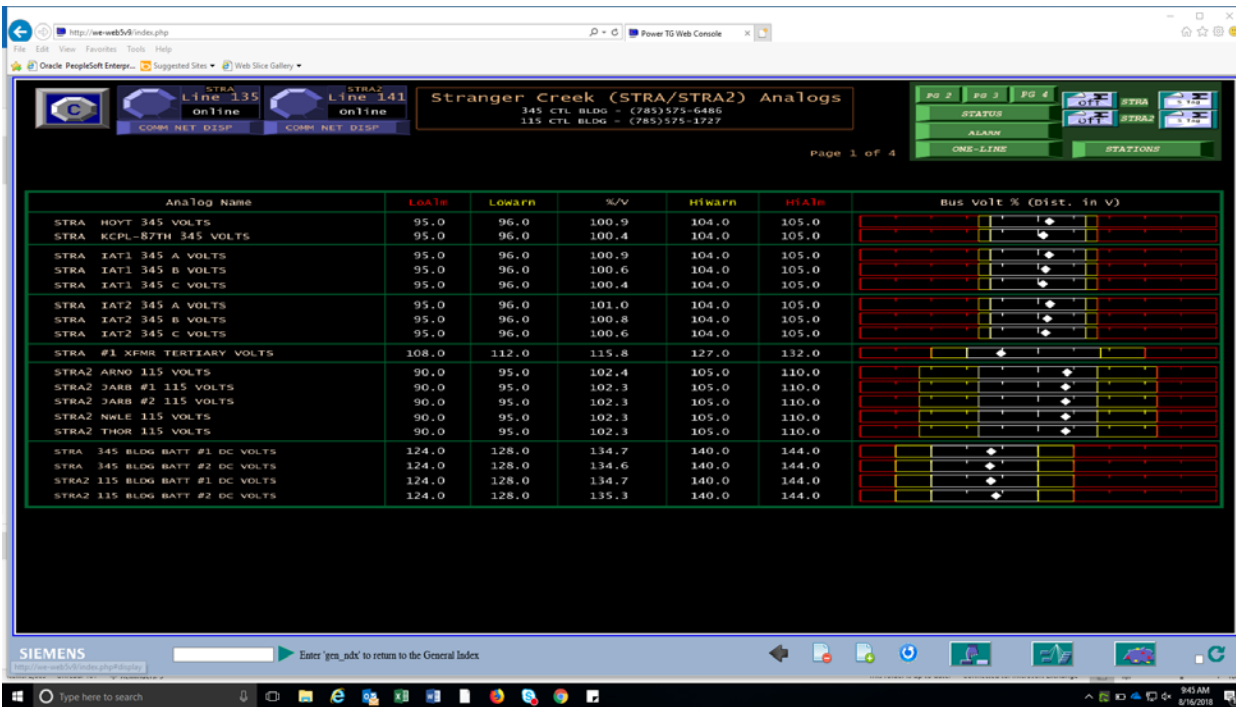 http://we-web5v9/index.php
Power TG Web Console
File Edit View Favorites Tools Help
Oracle PeopleSoft Enterpr... Suggested Sites Web Slice Gallery
STRA
Line 135
online
COMM NET DISP
STRA2
Line 141
online
COMM NET DISP
Stranger Creek (STRA/STRA2) Analogs
345 CTL BLDG - (785)575-6486
115 CTL BLDG - (785)575-1727
Page 1 of 4
PG 2 PG 3 PG 4
STATUS
ALARM
ONE-LINE
STATIONS
Off STRA % Tag
Off STRA2 % Tag
Analog Name LoAlm Lowarn %/V Hiwarn HiAlm Bus Volt % (Dist. in V)
STRA HOYT 345 VOLTS 95.0 96.0 100.9 104.0 105.0
STRA KCPL-87TH 345 VOLTS 95.0 96.0 100.4 104.0 105.0
STRA IAT1 345 A VOLTS 95.0 96.0 100.9 104.0 105.0
STRA IAT1 345 B VOLTS 95.0 96.0 100.6 104.0 105.0
STRA IAT1 345 C VOLTS 95.0 96.0 100.4 104.0 105.0
STRA IAT2 345 A VOLTS 95.0 96.0 101.0 104.0 105.0
STRA IAT2 345 B VOLTS 95.0 96.0 100.8 104.0 105.0
STRA IAT2 345 C VOLTS 95.0 96.0 100.6 104.0 105.0
STRA #1 XFMR TERTIARY VOLTS 108.0 112.0 115.8 127.0 132.0
STRA2 ARNO 115 VOLTS 90.0 95.0 102.4 105.0 110.0
STRA2 JARB #1 115 VOLTS 90.0 95.0 102.3 105.0 110.0
STRA2 JARB #2 115 VOLTS 90.0 95.0 102.3 105.0 110.0
STRA2 NWLE 115 VOLTS 90.0 95.0 102.3 105.0 110.0
STRA2 THOR 115 VOLTS 90.0 95.0 102.3 105.0 110.0
STRA 345 BLDG BATT #1 DC VOLTS 124.0 128.0 134.7 140.0 144.0
STRA 345 BLDG BATT #2 DC VOLTS 124.0 128.0 134.6 140.0 144.0
STRA2 115 BLDG BATT #1 DC VOLTS 124.0 128.0 134.7 140.0 144.0
STRA2 115 BLDG BATT #2 DC VOLTS 124.0 128.0 135.3 140.0 144.0
SIEMENS
Enter 'gen_ndx' to return to the General Index
http://we-web5v9/index.php#display
Type here to search
9:45 AM
8/16/2018